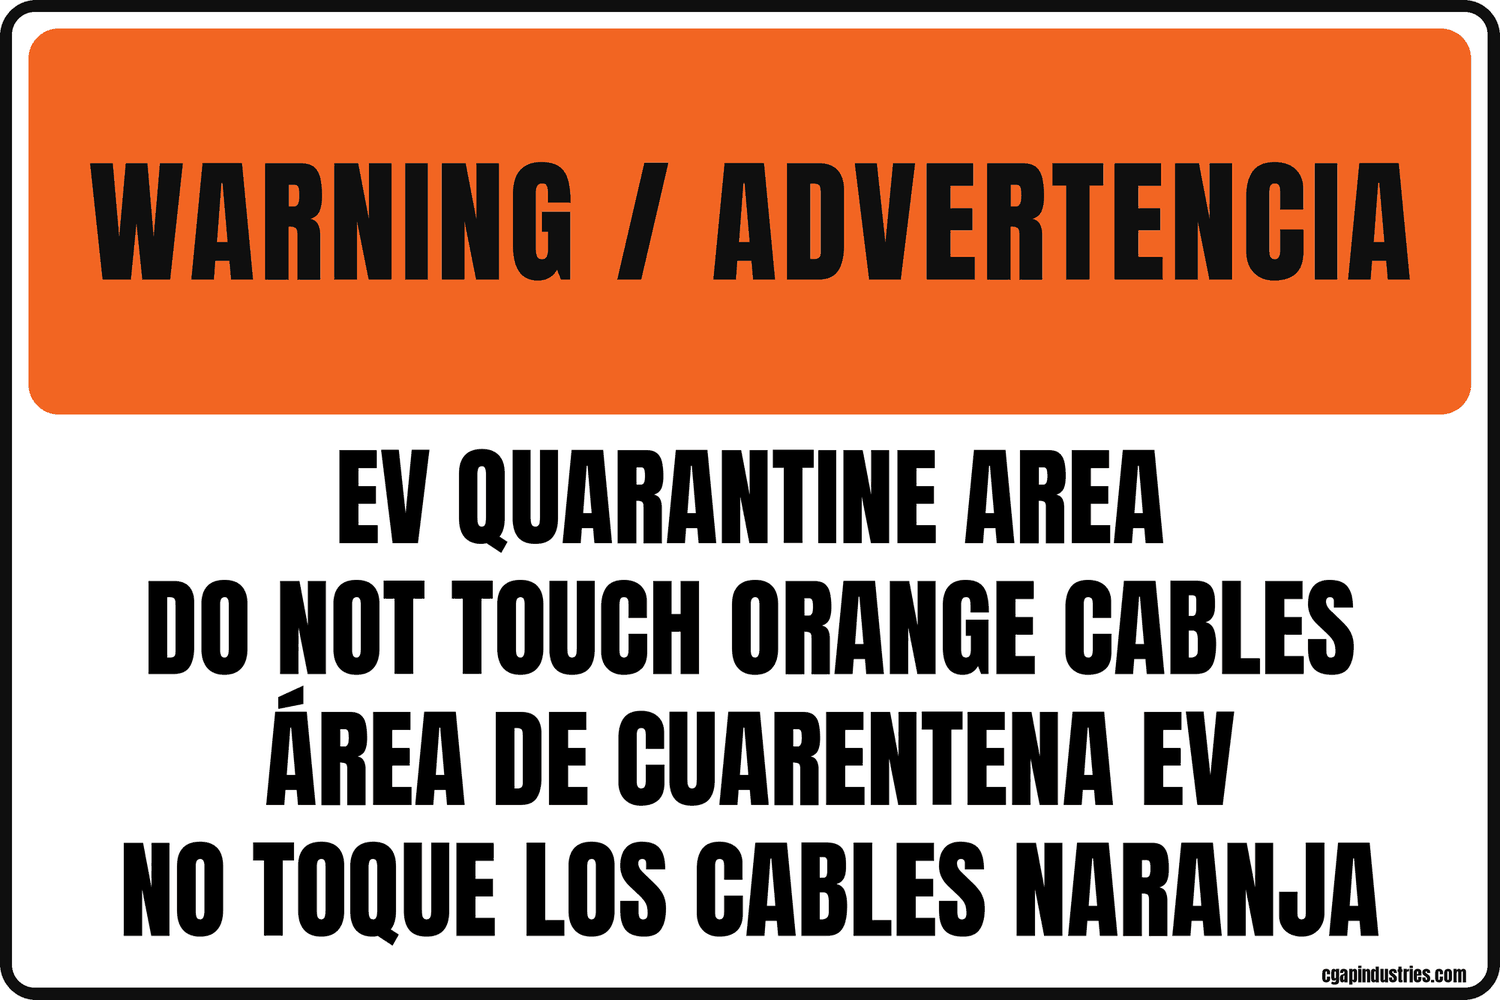 WARNING / ADVERTENCIA
EV QUARANTINE AREA
DO NOT TOUCH ORANGE CABLES
ÁREA DE CUARENTENA EV
NO TOQUE LOS CABLES NARANJA
cgapindustries.com